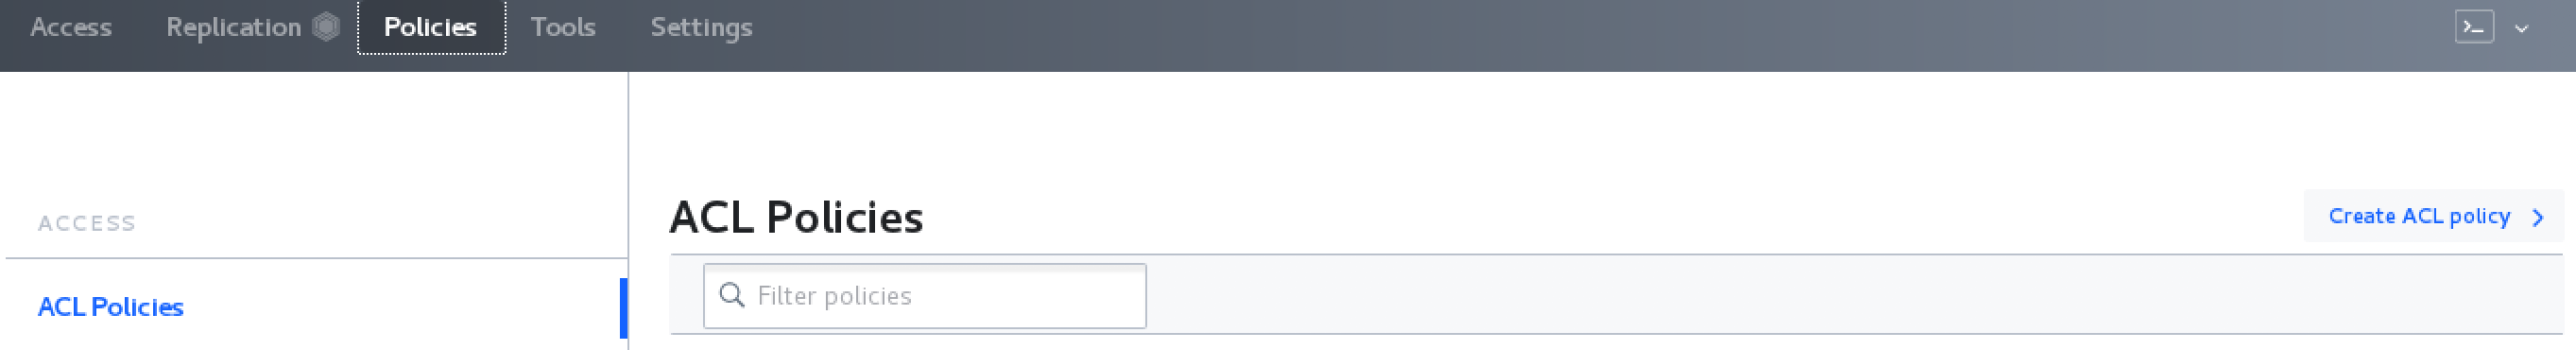 Access Replication Policies Tools Settings
ACCESS
ACL Policies
ACL Policies
Create ACL policy
Filter policies